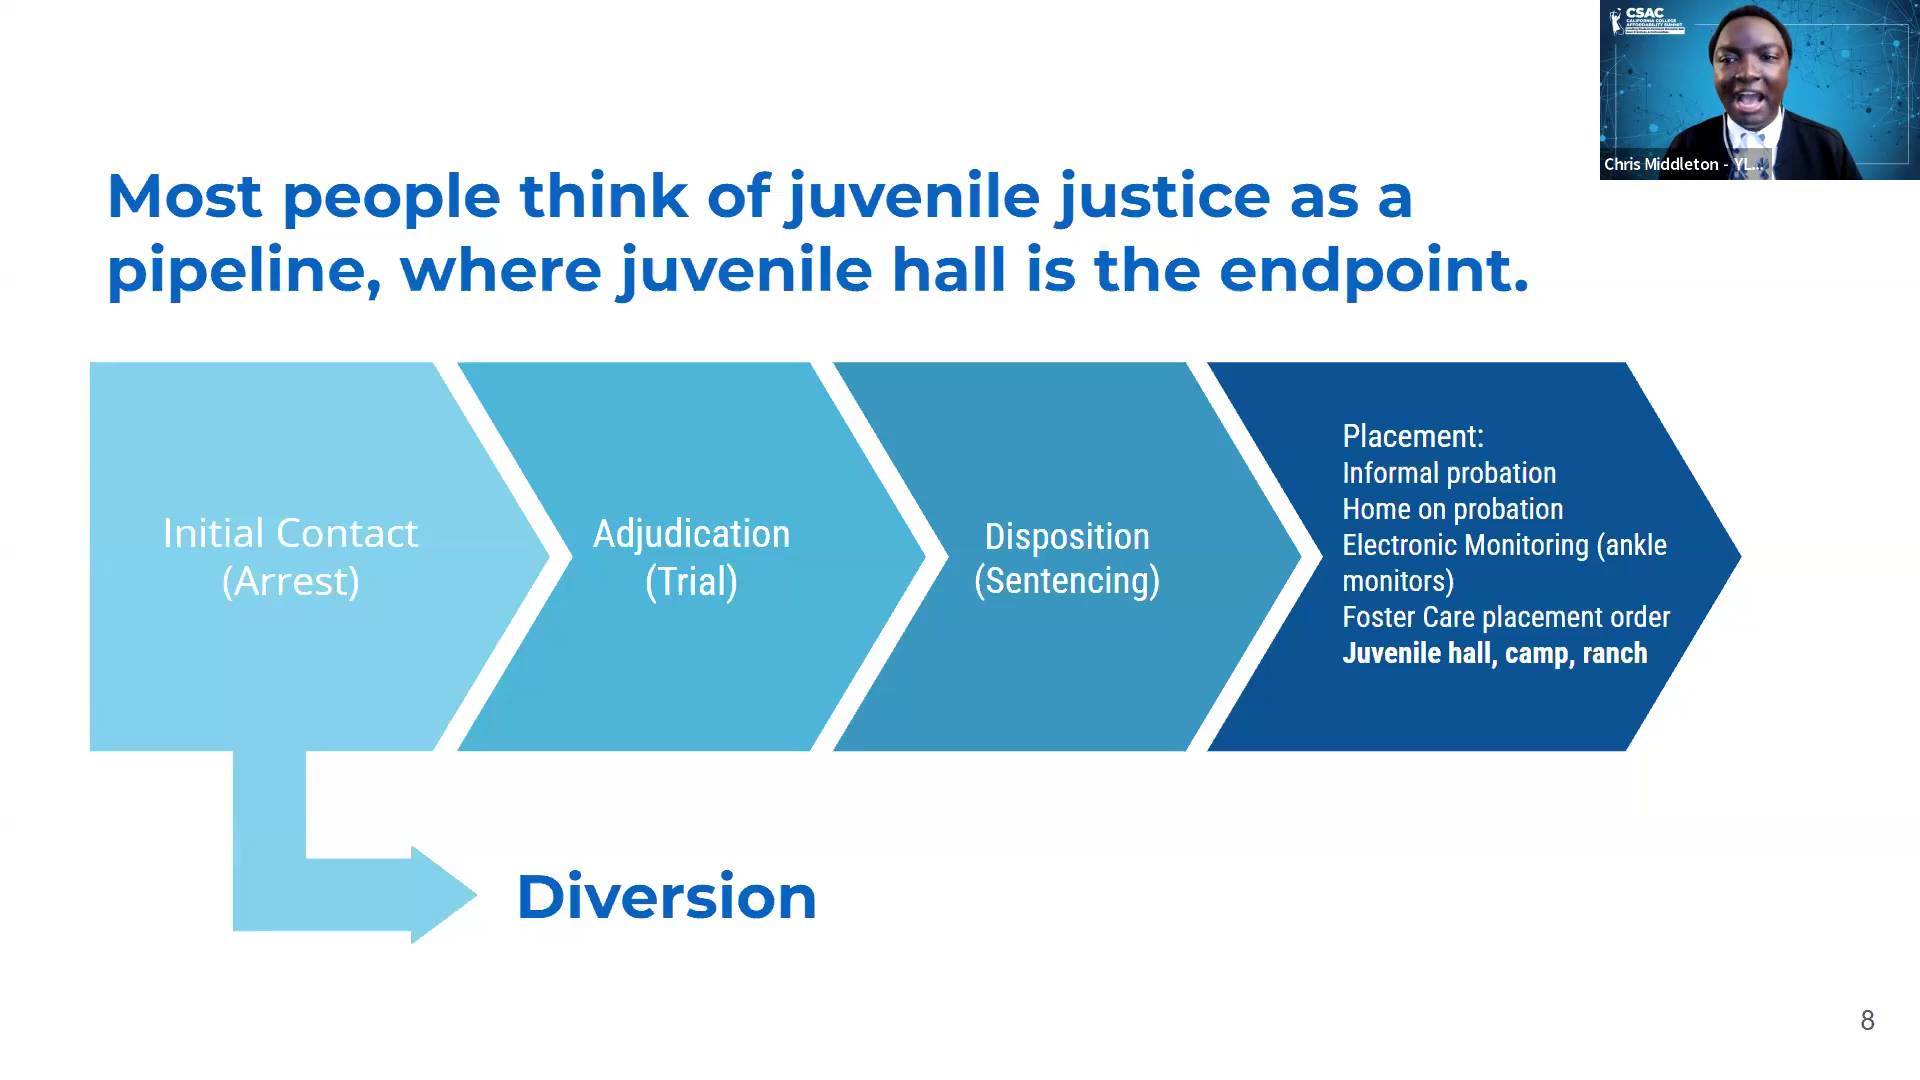 CSAC
CALIFORNIA COLLEGE
AFFORDABILITY SUMMIT
Chris Middleton - YL...
Most people think of juvenile justice as a
pipeline, where juvenile hall is the endpoint.
Initial Contact
(Arrest)
Adjudication
(Trial)
Disposition
(Sentencing)
Placement:
Informal probation
Home on probation
Electronic Monitoring (ankle
monitors)
Foster Care placement order
Juvenile hall, camp, ranch
Diversion
8